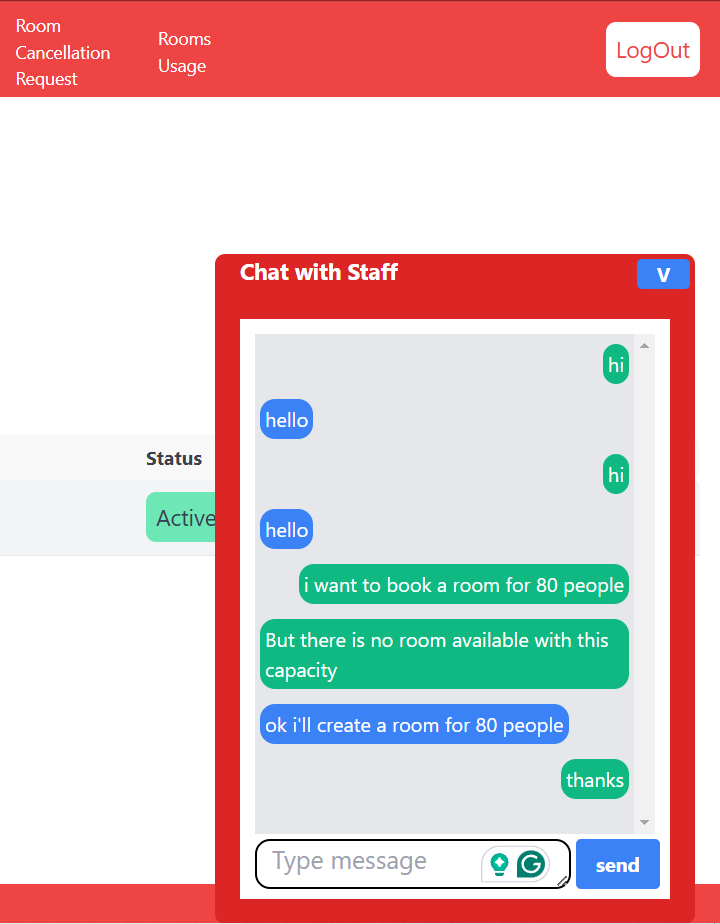 Room
Cancellation
Request
Rooms
Usage
LogOut
Chat with Staff
V
hi
hello
hi
hello
Status
Active
i want to book a room for 80 people
But there is no room available with this
capacity
ok i'll create a room for 80 people
thanks
Type message
G
send